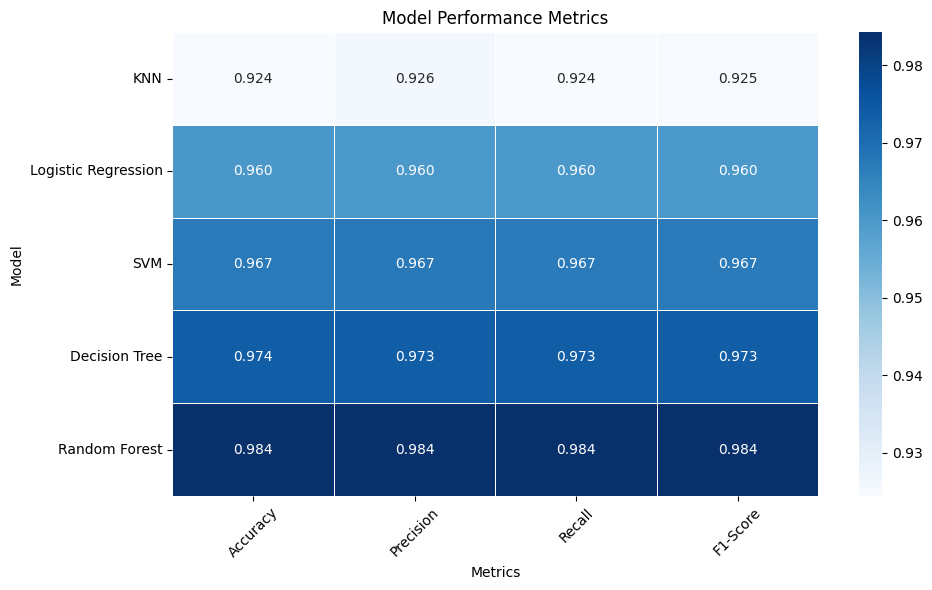 Model Performance Metrics
KNN 0.924 0.926 0.924 0.925
Logistic Regression 0.960 0.960 0.960 0.960
SVM 0.967 0.967 0.967 0.967
Decision Tree 0.974 0.973 0.973 0.973
Random Forest 0.984 0.984 0.984 0.984
Model
Accuracy Precision Recall F1-Score
Metrics
0.98
0.97
0.96
0.95
0.94
0.93